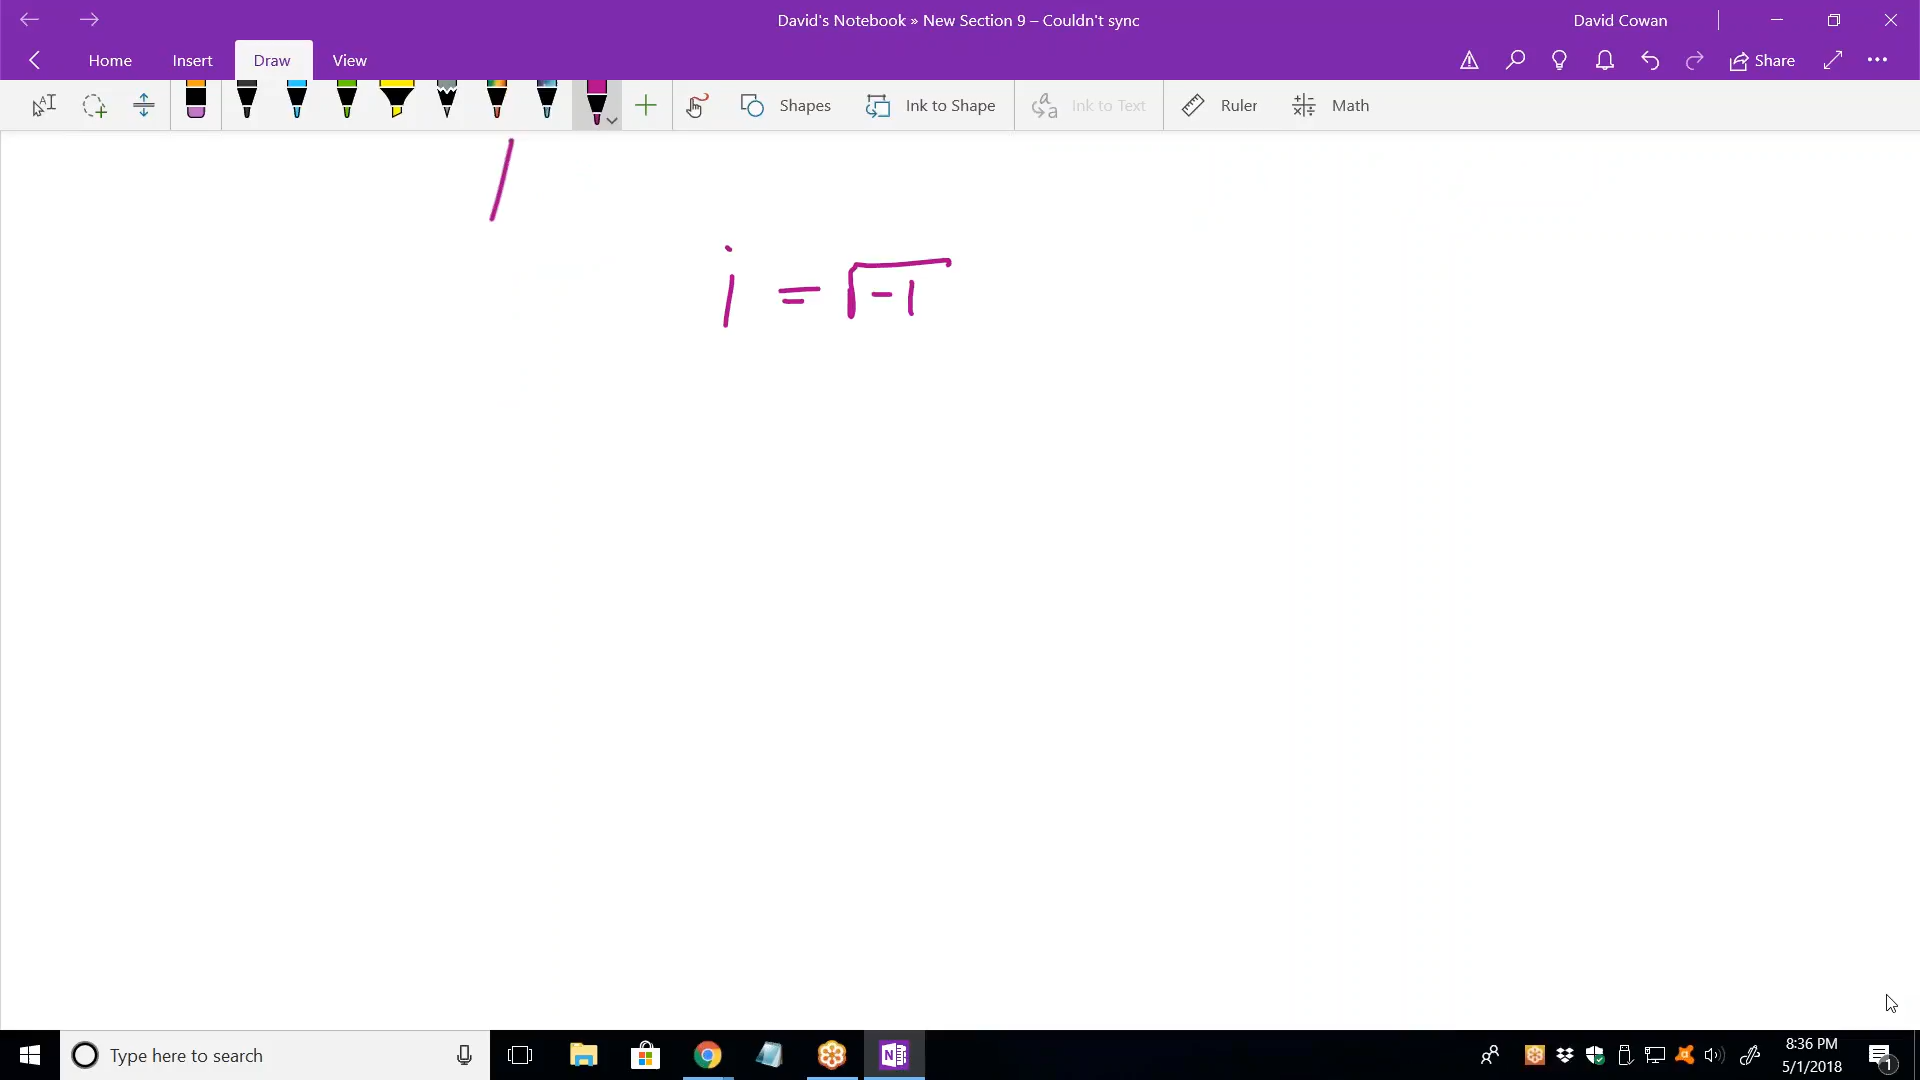 David's Notebook » New Section 9 – Couldn't sync
David Cowan
Home Insert Draw View
Share
Shapes Ink to Shape Ink to Text Ruler Math
/
i = √-1
Type here to search
8:36 PM
5/1/2018
1